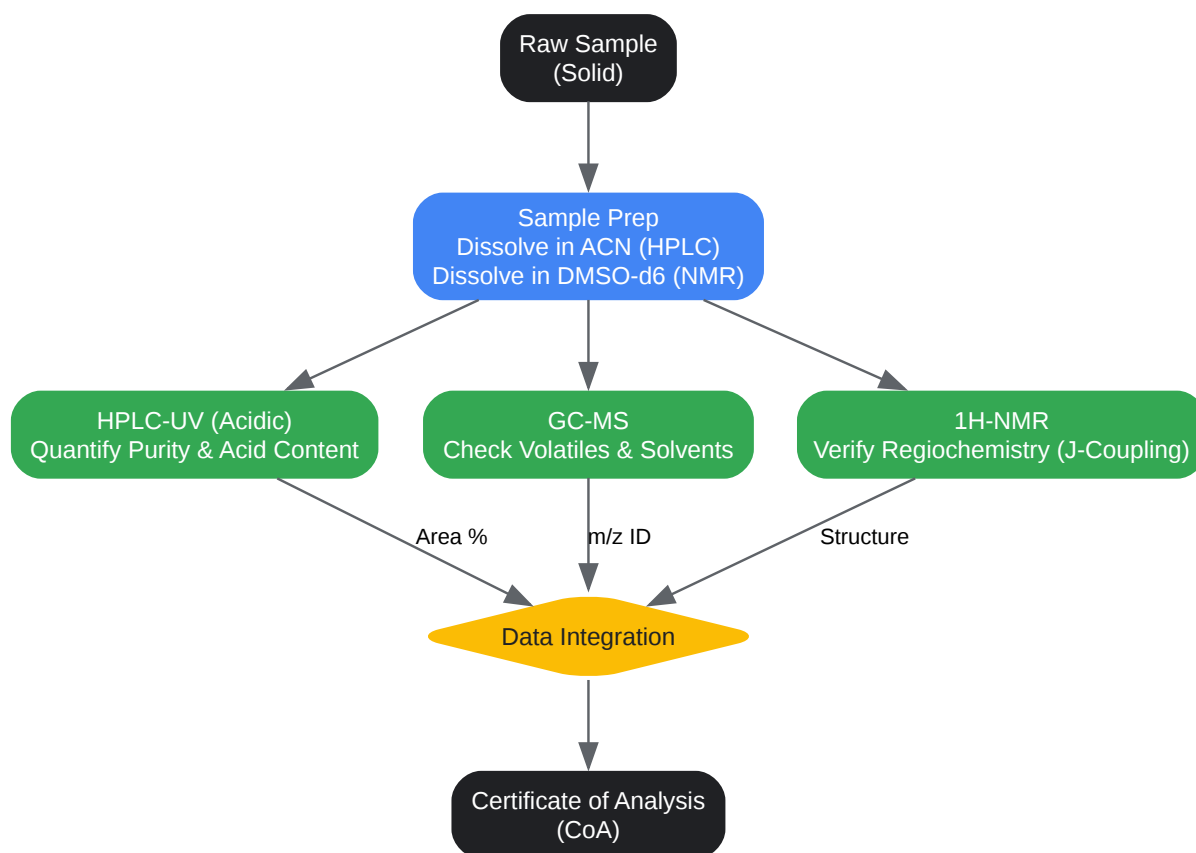 Raw Sample
(Solid)
Sample Prep
Dissolve in ACN (HPLC)
Dissolve in DMSO-d6 (NMR)
HPLC-UV (Acidic)
Quantify Purity & Acid Content
GC-MS
Check Volatiles & Solvents
1H-NMR
Verify Regiochemistry (J-Coupling)
Area %
m/z ID
Structure
Data Integration
Certificate of Analysis
(CoA)